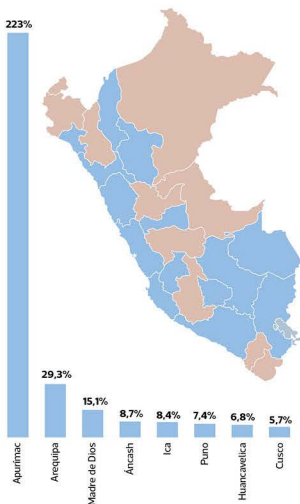 223%
29,3%
15,1%
8,7%
8,4%
7,4%
6,8%
5,7%
Apurímac
Arequipa
Madre de Dios
Áncash
Ica
Puno
Huancavelica
Cusco